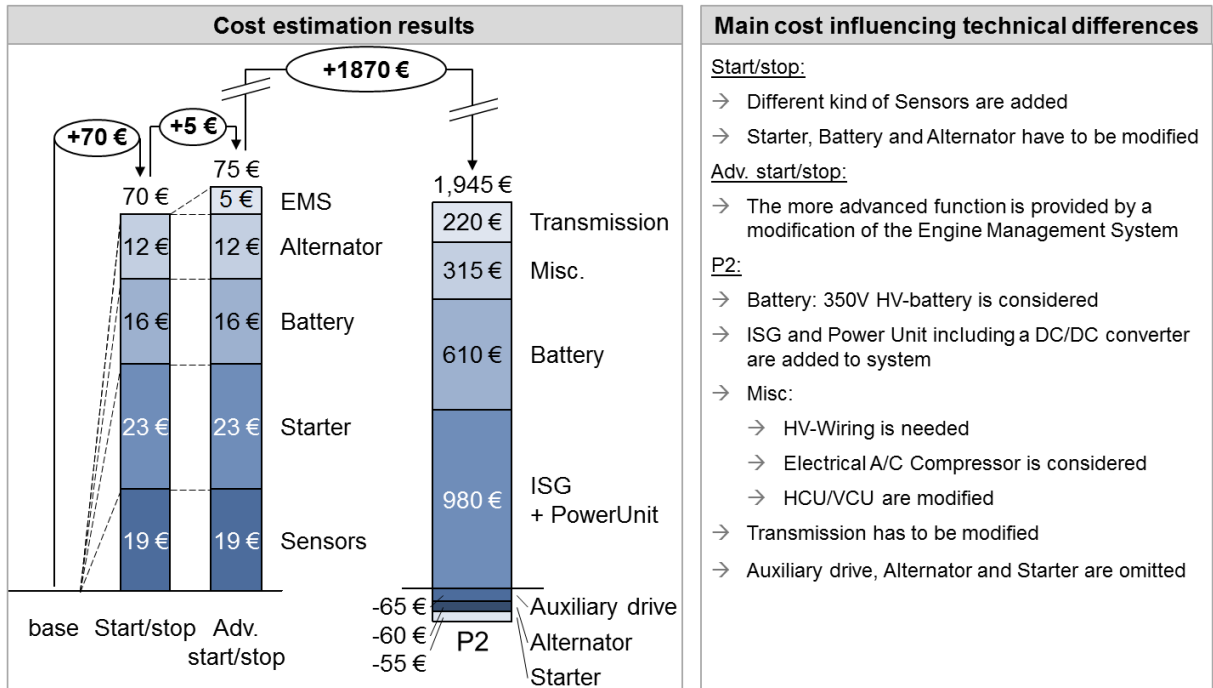 Cost estimation results
+1870 €
+70 €
+5 €
75 €
70 €
1,945 €
5 €
EMS
220 €
Transmission
12 €
12 €
Alternator
315 €
Misc.
16 €
16 €
Battery
610 €
Battery
23 €
23 €
Starter
980 €
ISG
+ PowerUnit
19 €
19 €
Sensors
-65 €
Auxiliary drive
-60 €
Alternator
-55 €
Starter
base
Start/stop
Adv.
start/stop
P2
Main cost influencing technical differences
Start/stop:
→ Different kind of Sensors are added
→ Starter, Battery and Alternator have to be modified
Adv. start/stop:
→ The more advanced function is provided by a
modification of the Engine Management System
P2:
→ Battery: 350V HV-battery is considered
→ ISG and Power Unit including a DC/DC converter
are added to system
→ Misc:
→ HV-Wiring is needed
→ Electrical A/C Compressor is considered
→ HCU/VCU are modified
→ Transmission has to be modified
→ Auxiliary drive, Alternator and Starter are omitted